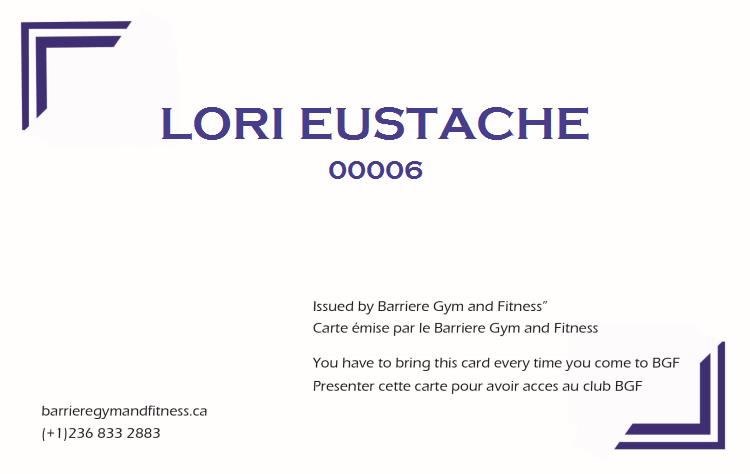 LORI EUSTACHE
00006
Issued by Barriere Gym and Fitness”
Carte émise par le Barriere Gym and Fitness
You have to bring this card every time you come to BGF
Presenter cette carte pour avoir acces au club BGF
barrieregymandfitness.ca
(+1)236 833 2883